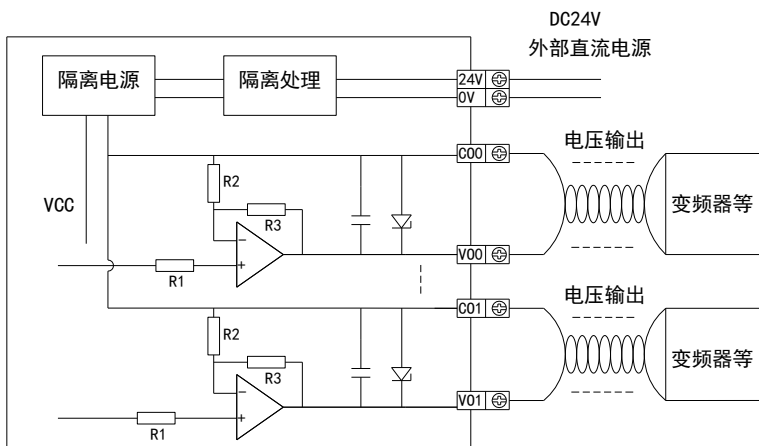 DC24V
外部直流电源
隔离电源
隔离处理
24V
0V
C00
电压输出
R2
VCC
R3
变频器等
R1
V00
C01
电压输出
R2
R3
变频器等
R1
V01